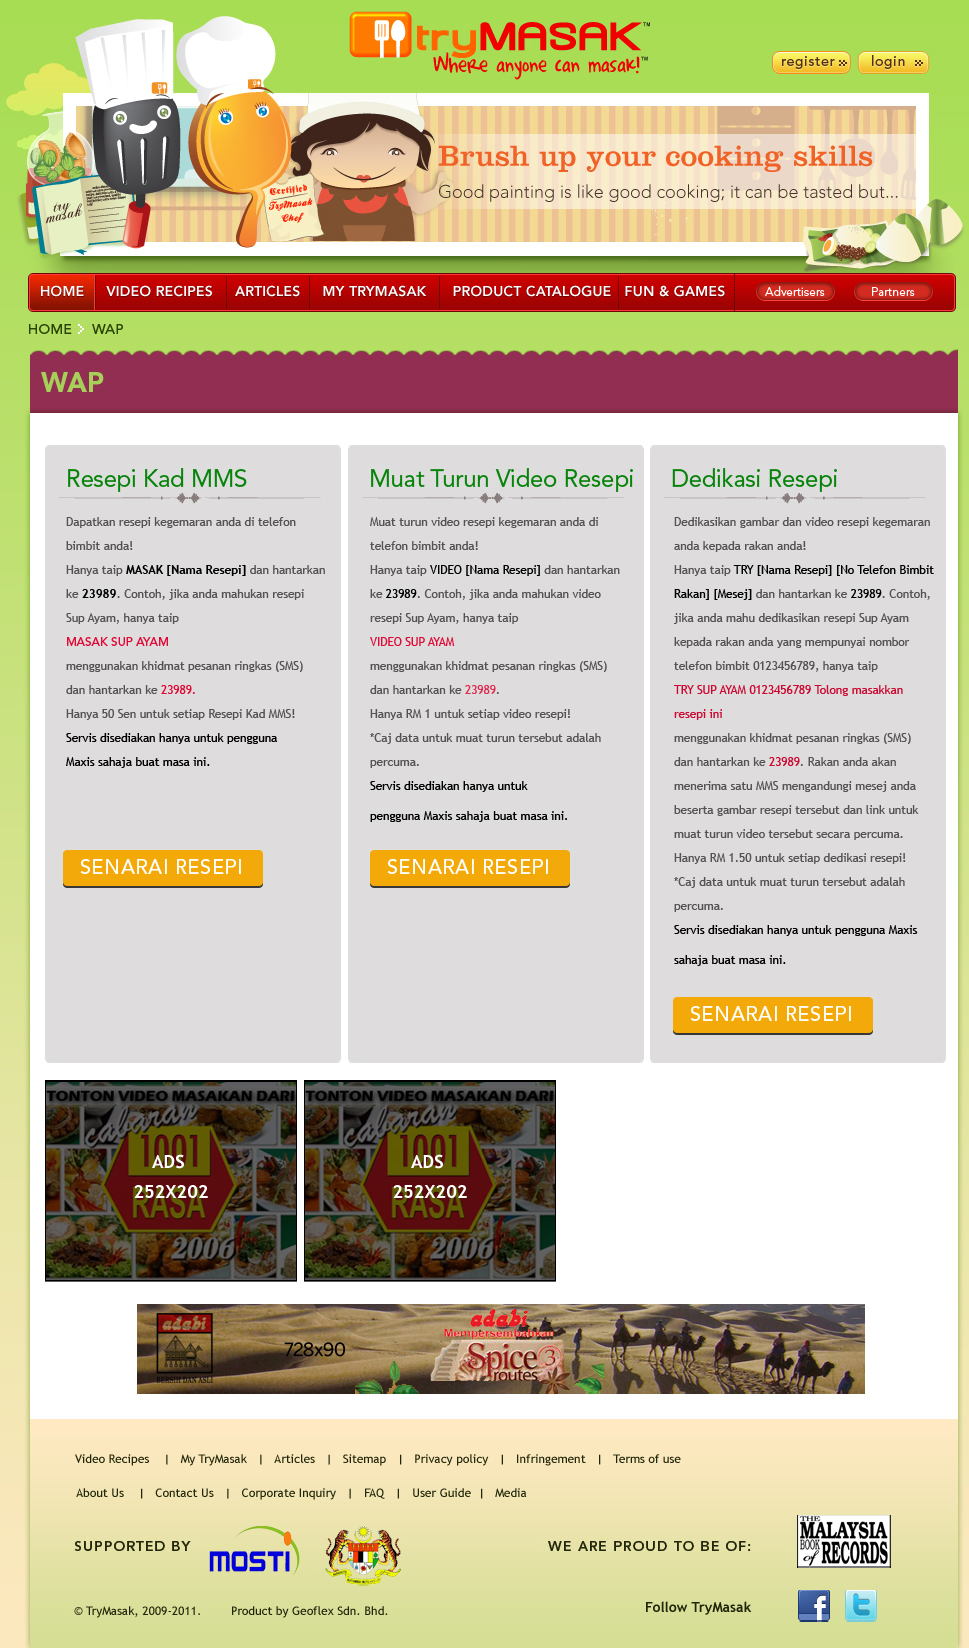 tryMASAK™
Where anyone can masak!™
register
login
try masak
Certified
TryMasak
Chef
Brush up your cooking skills
Good painting is like good cooking; it can be tasted but...
HOME VIDEO RECIPES ARTICLES MY TRYMASAK PRODUCT CATALOGUE FUN & GAMES Advertisers Partners
HOME WAP
WAP
Resepi Kad MMS
Dapatkan resepi kegemaran anda di telefon
bimbit anda!
Hanya taip MASAK [Nama Resepi] dan hantarkan
ke 23989. Contoh, jika anda mahukan resepi
Sup Ayam, hanya taip
MASAK SUP AYAM
menggunakan khidmat pesanan ringkas (SMS)
dan hantarkan ke 23989.
Hanya 50 Sen untuk setiap Resepi Kad MMS!
Servis disediakan hanya untuk pengguna
Maxis sahaja buat masa ini.
SENARAI RESEPI
Muat Turun Video Resepi
Muat turun video resepi kegemaran anda di
telefon bimbit anda!
Hanya taip VIDEO [Nama Resepi] dan hantarkan
ke 23989. Contoh, jika anda mahukan video
resepi Sup Ayam, hanya taip
VIDEO SUP AYAM
menggunakan khidmat pesanan ringkas (SMS)
dan hantarkan ke 23989.
Hanya RM 1 untuk setiap video resepi!
*Caj data untuk muat turun tersebut adalah
percuma.
Servis disediakan hanya untuk
pengguna Maxis sahaja buat masa ini.
SENARAI RESEPI
Dedikasi Resepi
Dedikasikan gambar dan video resepi kegemaran
anda kepada rakan anda!
Hanya taip TRY [Nama Resepi] [No Telefon Bimbit
Rakan] [Mesej] dan hantarkan ke 23989. Contoh,
jika anda mahu dedikasikan resepi Sup Ayam
kepada rakan anda yang mempunyai nombor
telefon bimbit 0123456789, hanya taip
TRY SUP AYAM 0123456789 Tolong masakkan
resepi ini
menggunakan khidmat pesanan ringkas (SMS)
dan hantarkan ke 23989. Rakan anda akan
menerima satu MMS mengandungi mesej anda
beserta gambar resepi tersebut dan link untuk
muat turun video tersebut secara percuma.
Hanya RM 1.50 untuk setiap dedikasi resepi!
*Caj data untuk muat turun tersebut adalah
percuma.
Servis disediakan hanya untuk pengguna Maxis
sahaja buat masa ini.
SENARAI RESEPI
TONTON VIDEO MASAKAN DARI
cabaran
1001
ADS
252X202
RASA
2006
TONTON VIDEO MASAKAN DARI
cabaran
1001
ADS
252X202
RASA
2006
adabi
BERSIH DAN ASLI
728x90
adabi
Mempersembahkan
Spice 3
routes
Video Recipes | My TryMasak | Articles | Sitemap | Privacy policy | Infringement | Terms of use
About Us | Contact Us | Corporate Inquiry | FAQ | User Guide | Media
SUPPORTED BY
MOSTI
WE ARE PROUD TO BE OF:
THE
MALAYSIA
BOOK of RECORDS
© TryMasak, 2009-2011. Product by Geoflex Sdn. Bhd.
Follow TryMasak